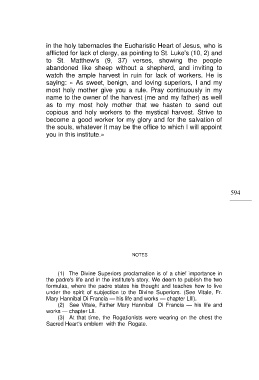 in the holy tabernacles the Eucharistic Heart of Jesus, who is
afflicted for lack of clergy, as pointing to St. Luke's (10, 2) and
to St. Matthew's (9, 37) verses, showing the people
abandoned like sheep without a shepherd, and inviting to
watch the ample harvest in ruin for lack of workers. He is
saying: « As sweet, benign, and loving superiors, I and my
most holy mother give you a rule. Pray continuously in my
name to the owner of the harvest (me and my father) as well
as to my most holy mother that we hasten to send out
copious and holy workers to the mystical harvest. Strive to
become a good worker for my glory and for the salvation of
the souls, whatever it may be the office to which I will appoint
you in this institute.»
594
NOTES
(1) The Divine Superiors proclamation is of a chief importance in
the padre's life and in the institute's story. We deem to publish the two
formulas, where the padre states his thought and teaches how to live
under the spirit of subjection to the Divine Superiors. (See Vitale, Fr.
Mary Hannibal Di Francia — his life and works — chapter LIII).
(2) See Vitale, Father Mary Hannibal Di Francia — his life and
works — chapter LII.
(3) At that time, the Rogationists were wearing on the chest the
Sacred Heart's emblem with the Rogate.